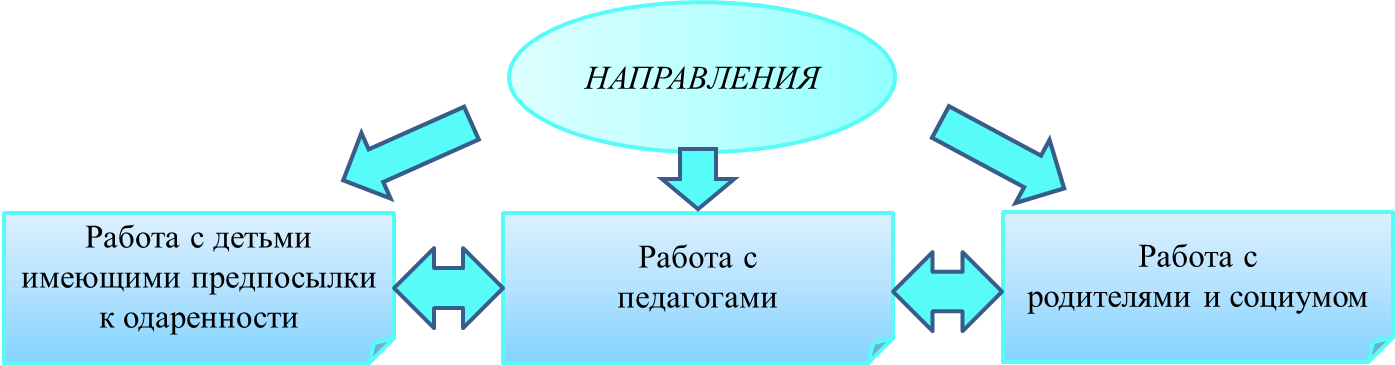 НАПРАВЛЕНИЯ
Работа с детьми
имеющими предпосылки
к одаренности
Работа с
педагогами
Работа с
родителями и социумом